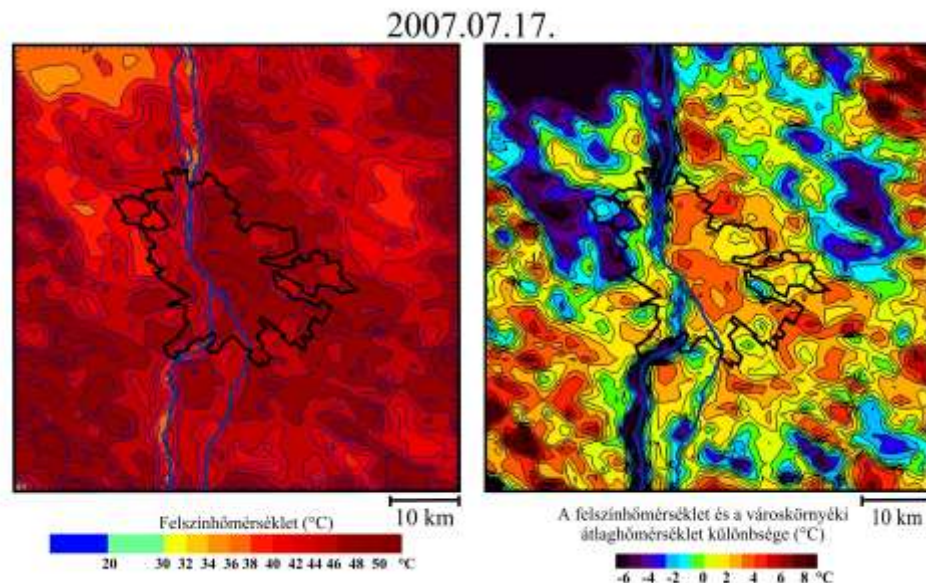 2007.07.17.
10 km
Felszínhőmérséklet (°C)
20 30 32 34 36 38 40 42 44 46 48 50 °C
10 km
A felszínhőmérséklet és a városkörnyéki
átlaghőmérséklet különbsége (°C)
-6 -4 -2 0 2 4 6 8 °C